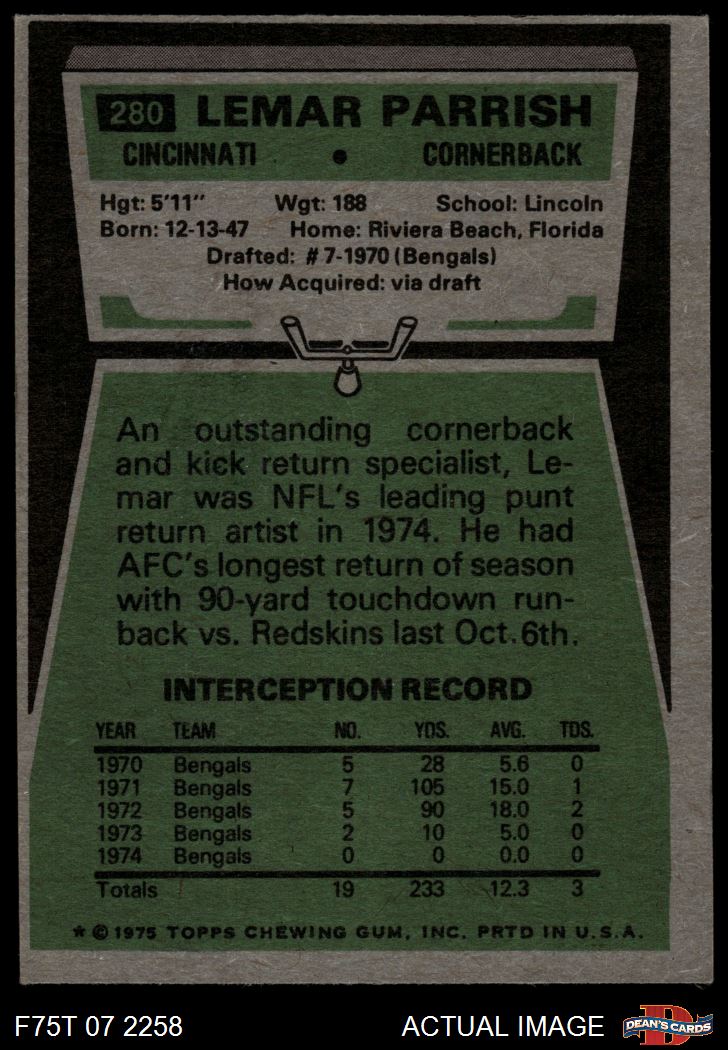 280 LEMAR PARRISH
CINCINNATI • CORNERBACK
Hgt: 5'11" Wgt: 188 School: Lincoln
Born: 12-13-47 Home: Riviera Beach, Florida
Drafted: #7-1970 (Bengals)
How Acquired: via draft
An outstanding cornerback
and kick return specialist, Le-
mar was NFL's leading punt
return artist in 1974. He had
AFC's longest return of season
with 90-yard touchdown run-
back vs. Redskins last Oct. 6th.
INTERCEPTION RECORD
YEAR TEAM NO. YDS. AVG. TDS.
1970 Bengals 5 28 5.6 0
1971 Bengals 7 105 15.0 1
1972 Bengals 5 90 18.0 2
1973 Bengals 2 10 5.0 0
1974 Bengals 0 0 0.0 0
Totals 19 233 12.3 3
* © 1975 TOPPS CHEWING GUM, INC. PRTD IN U.S.A.
F75T 07 2258 ACTUAL IMAGE D DEAN'S CARDS